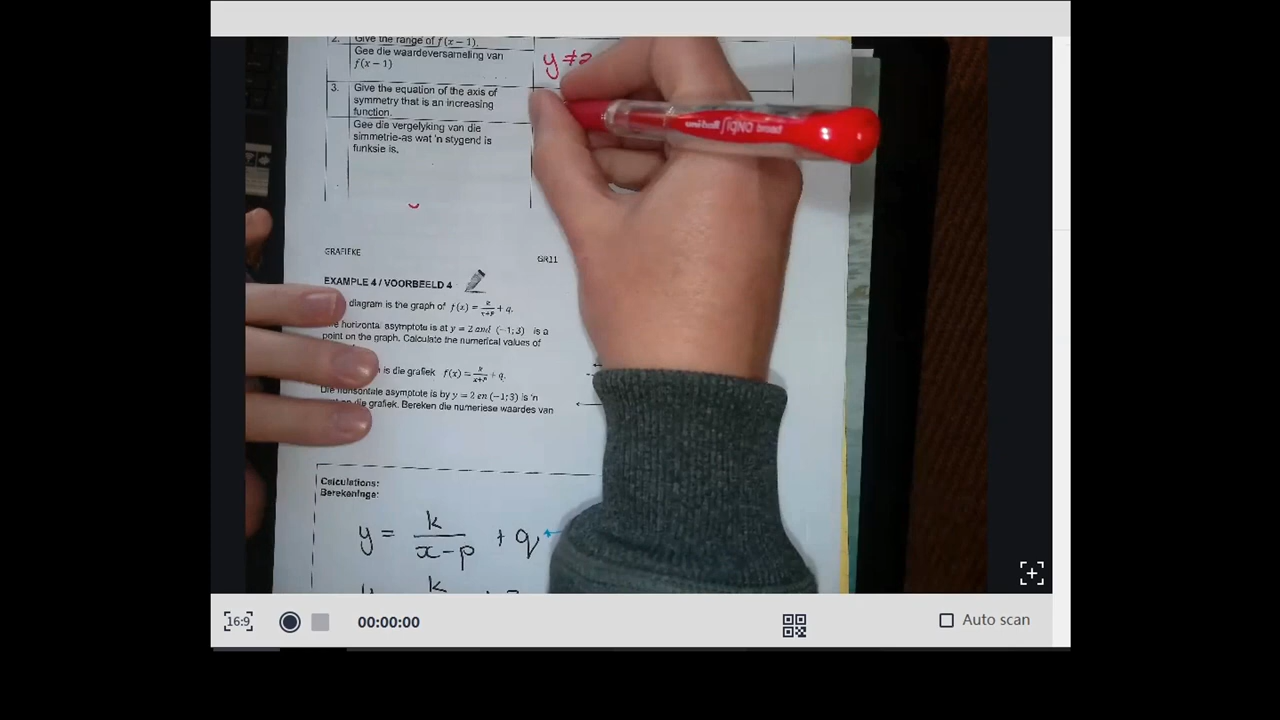 2. Give the range of f(x − 1).
Gee die waardeversameling van
f(x − 1)
y ≠ 2
3. Give the equation of the axis of
symmetry that is an increasing
function.
Gee die vergelyking van die
simmetrie-as wat 'n stygend is
funksie is.
GRAFIEKE
GR11
EXAMPLE 4 / VOORBEELD 4
diagram is the graph of f(x) = + q.
horizontal asymptote is at y = 2 and (−1; 3) is a
point on the graph. Calculate the numerical values of
is die grafiek f(x) = + q.
Die horisontale asymptote is by y = 2 en (−1; 3) is 'n
die grafiek. Bereken die numeriese waardes van
Calculations:
Berekeninge:
y = k / (x − p) + q
k
16:9
00:00:00
Auto scan